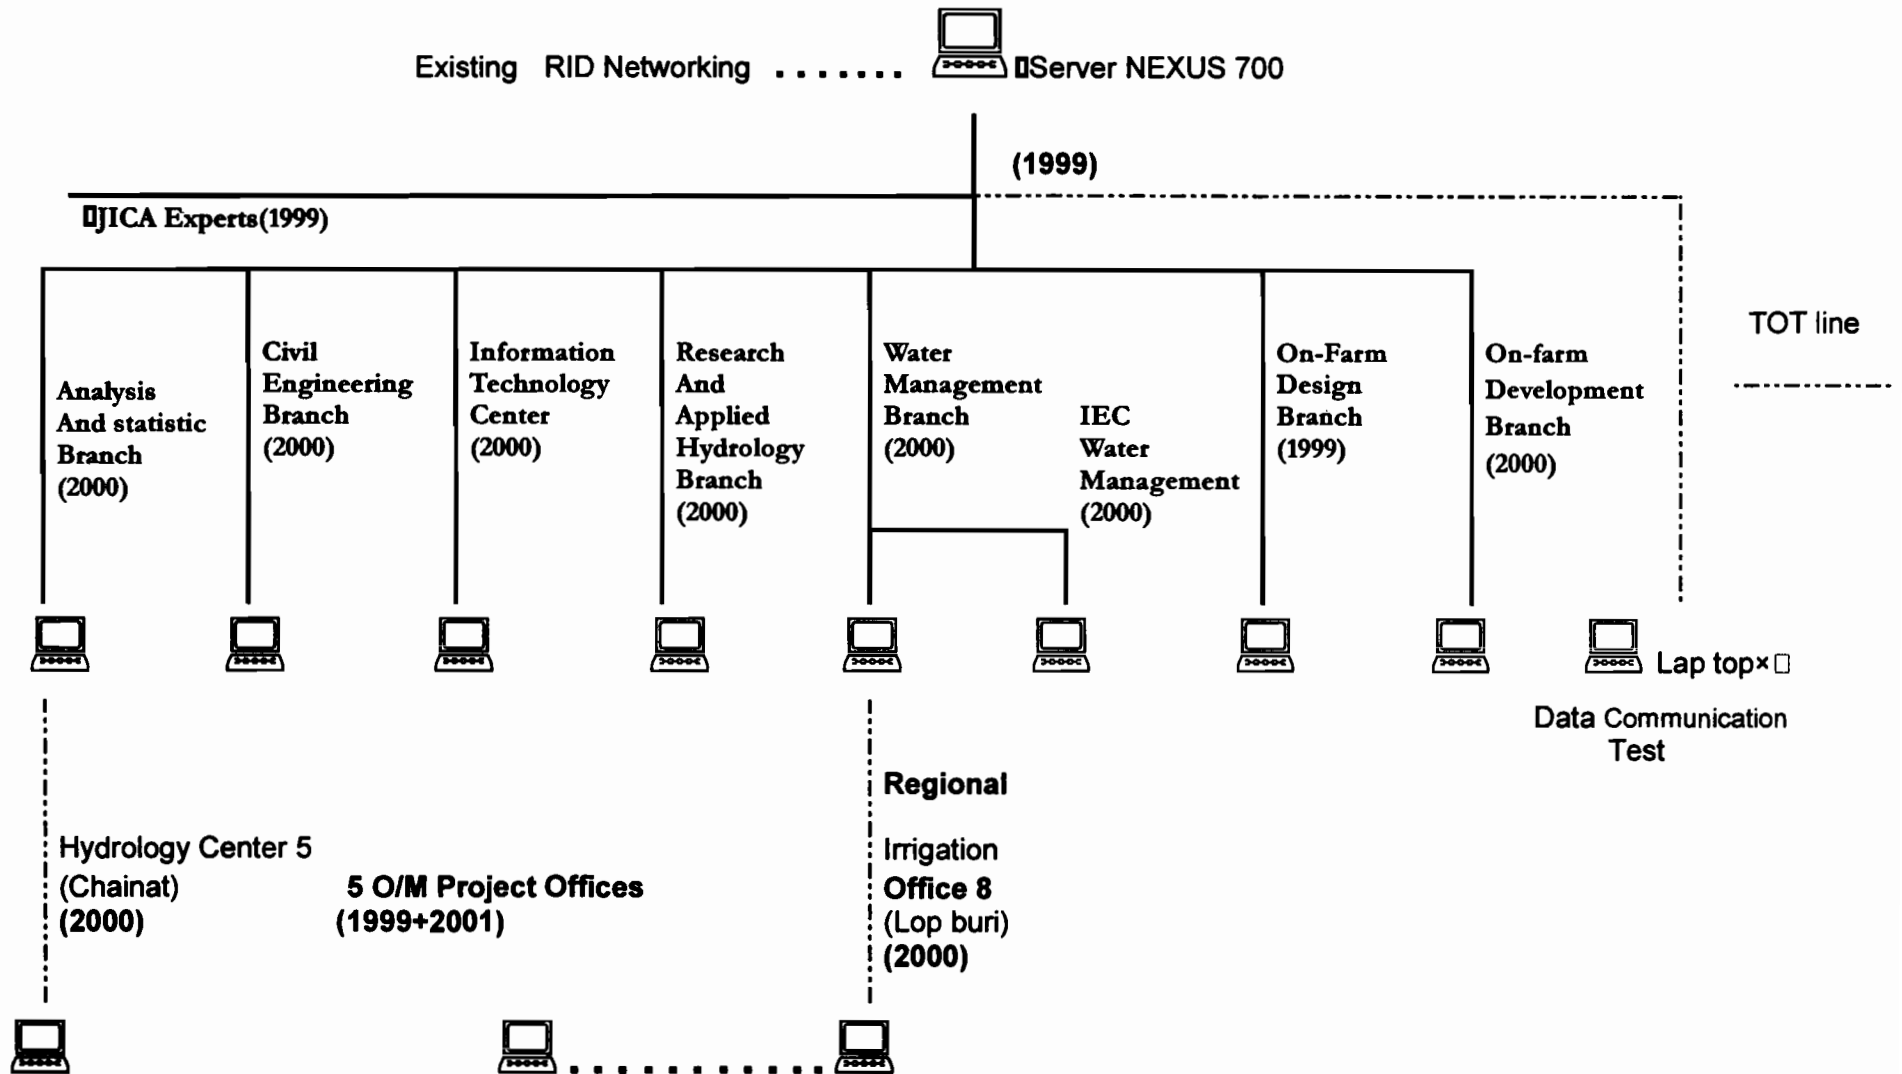 Existing RID Networking ....... ▯Server NEXUS 700
(1999)
▯JICA Experts(1999)
Analysis
And statistic
Branch
(2000)
Civil
Engineering
Branch
(2000)
Information
Technology
Center
(2000)
Research
And
Applied
Hydrology
Branch
(2000)
Water
Management
Branch
(2000)
IEC
Water
Management
(2000)
On-Farm
Design
Branch
(1999)
On-farm
Development
Branch
(2000)
TOT line
Lap top×▯
Data Communication
Test
Hydrology Center 5
(Chainat)
(2000)
5 O/M Project Offices
(1999+2001)
Regional
Irrigation
Office 8
(Lop buri)
(2000)